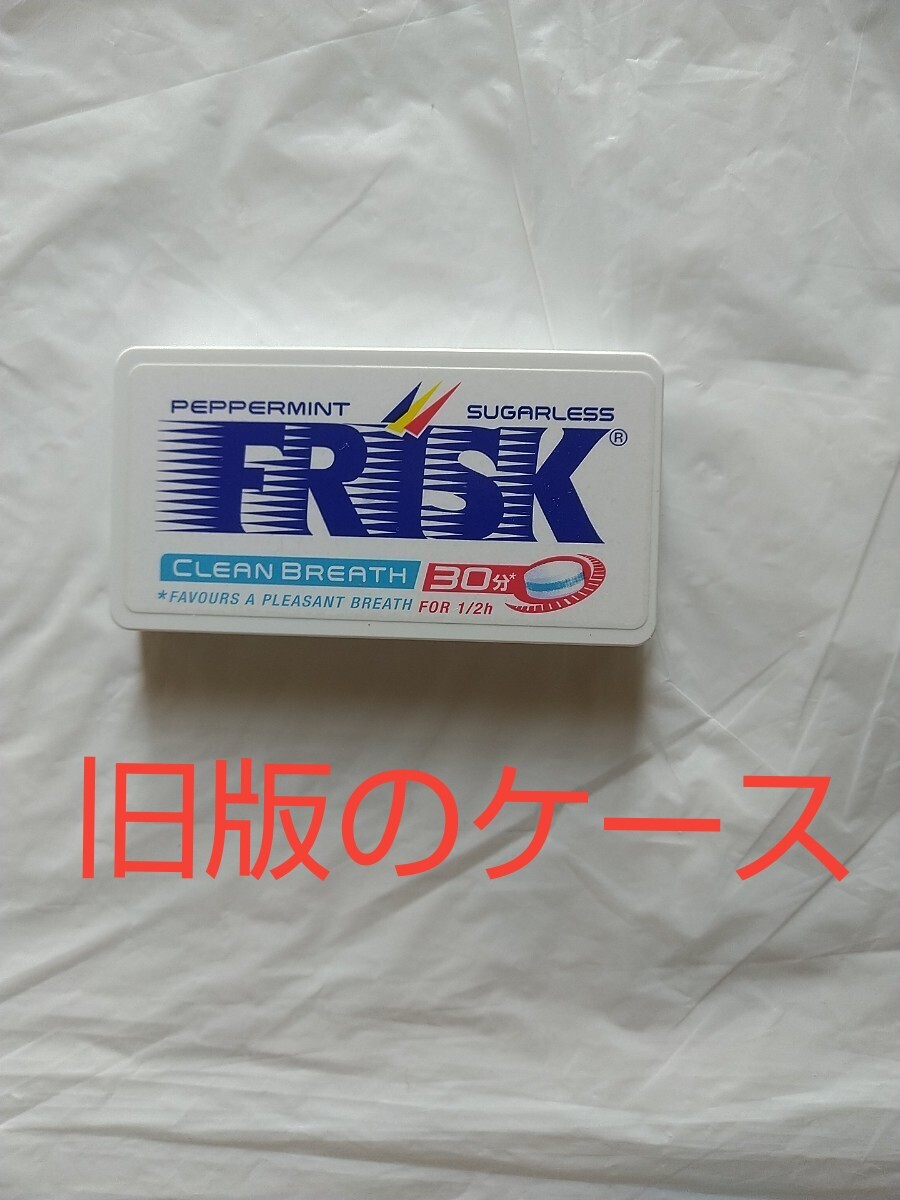 PEPPERMINT SUGARLESS
FRISK®
CLEAN BREATH 30分*
*FAVOURS A PLEASANT BREATH FOR 1/2h
旧版のケース